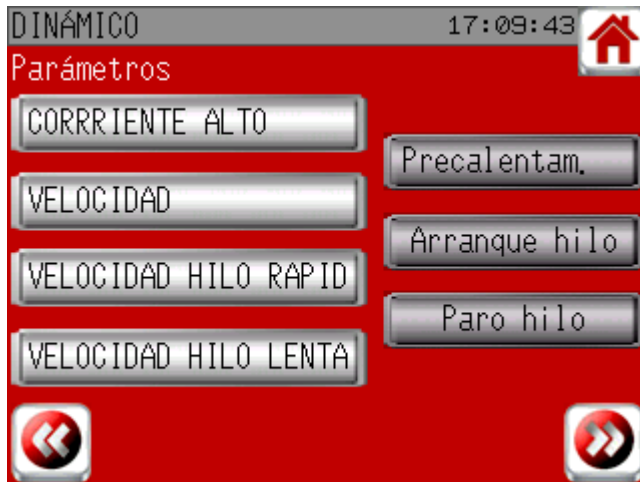 DINÁMICO 17:09:43
Parámetros
CORRRIENTE ALTO
VELOCIDAD
VELOCIDAD HILO RAPID
VELOCIDAD HILO LENTA
Precalentam.
Arranque hilo
Paro hilo